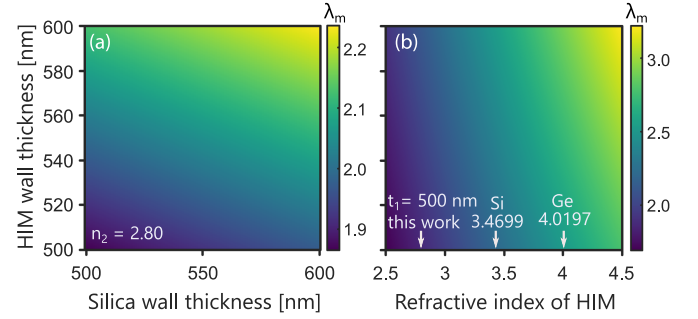 λm
λm
600
(a)
2.2
(b)
3.0
HIM wall thickness [nm]
580
560
2.1
2.5
540
2.0
t1= 500 nm
Si
Ge
520
this work
3.4699
4.0197
2.0
n2 = 2.80
1.9
500
500
550
600
2.5
3
3.5
4
4.5
Silica wall thickness [nm]
Refractive index of HIM